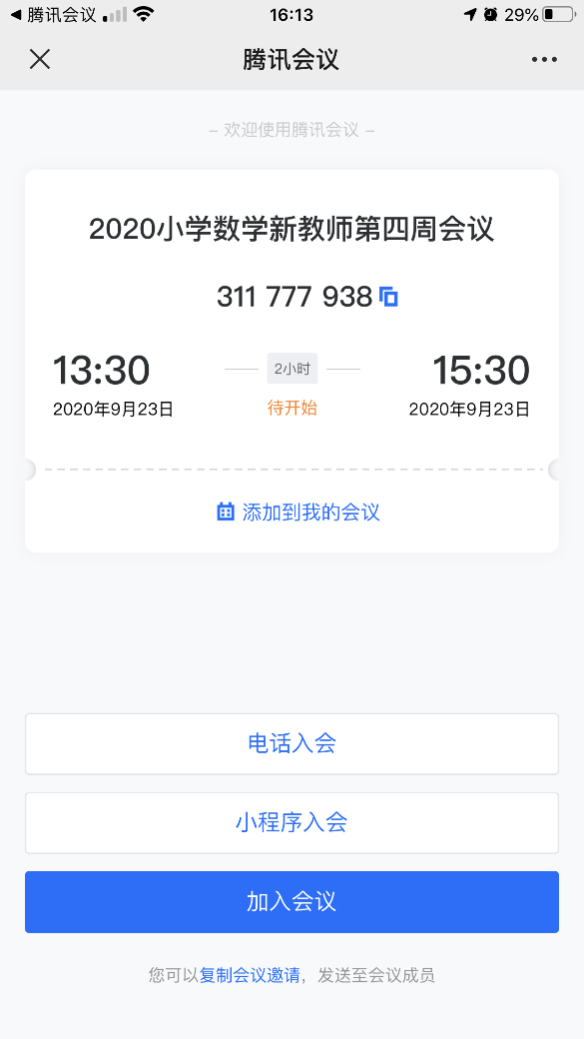 腾讯会议 16:13 29%
腾讯会议
– 欢迎使用腾讯会议 –
2020小学数学新教师第四周会议
311 777 938
13:30 2小时 15:30
2020年9月23日 待开始 2020年9月23日
添加到我的会议
电话入会
小程序入会
加入会议
您可以复制会议邀请，发送至会议成员